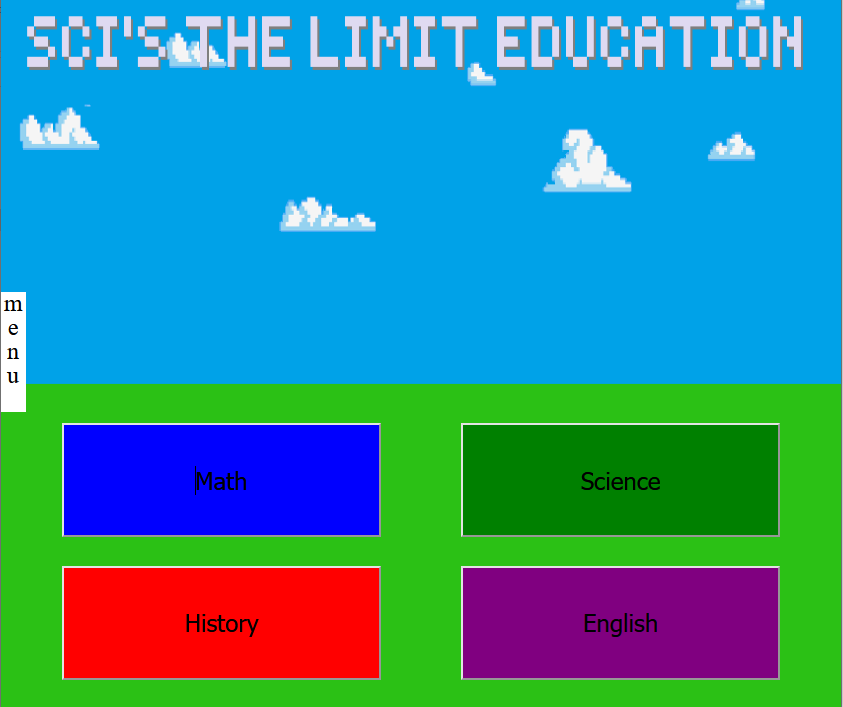 SCI'S THE LIMIT EDUCATION
m
e
n
u
Math
Science
History
English